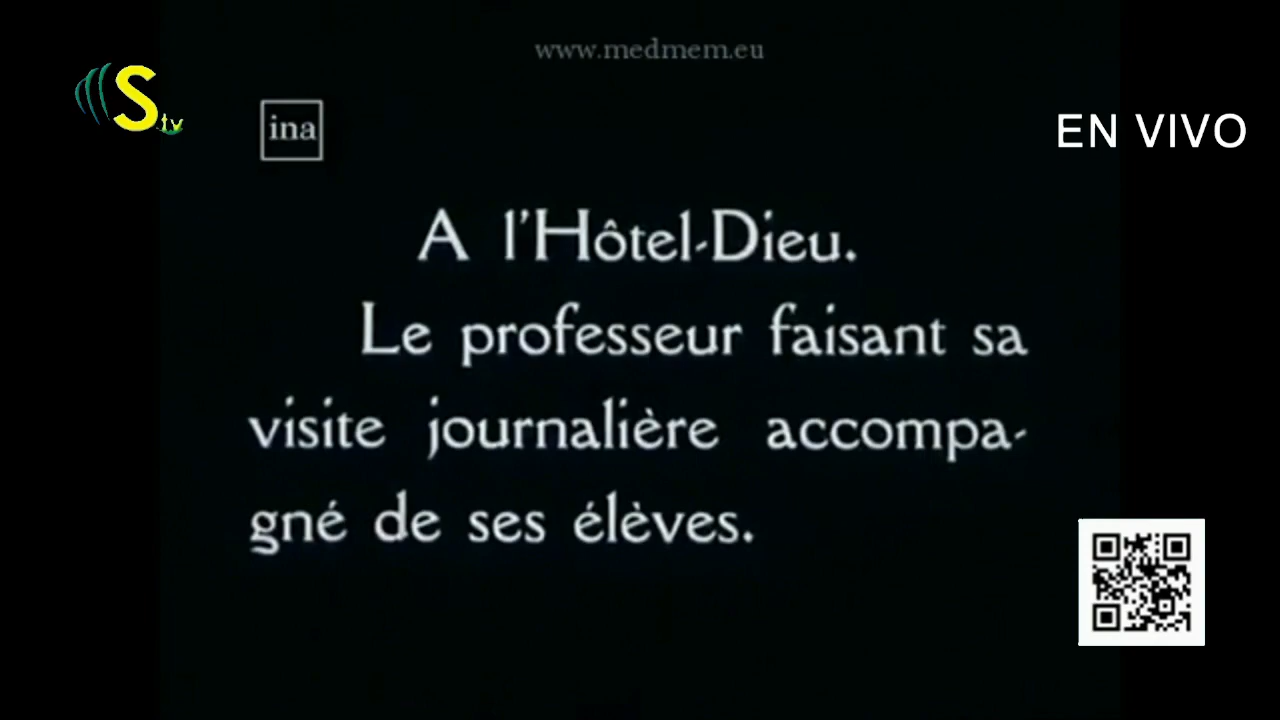 www.medmem.eu
S tv
ina
EN VIVO
A l'Hôtel-Dieu.
Le professeur faisant sa
visite journalière accompa-
gné de ses élèves.